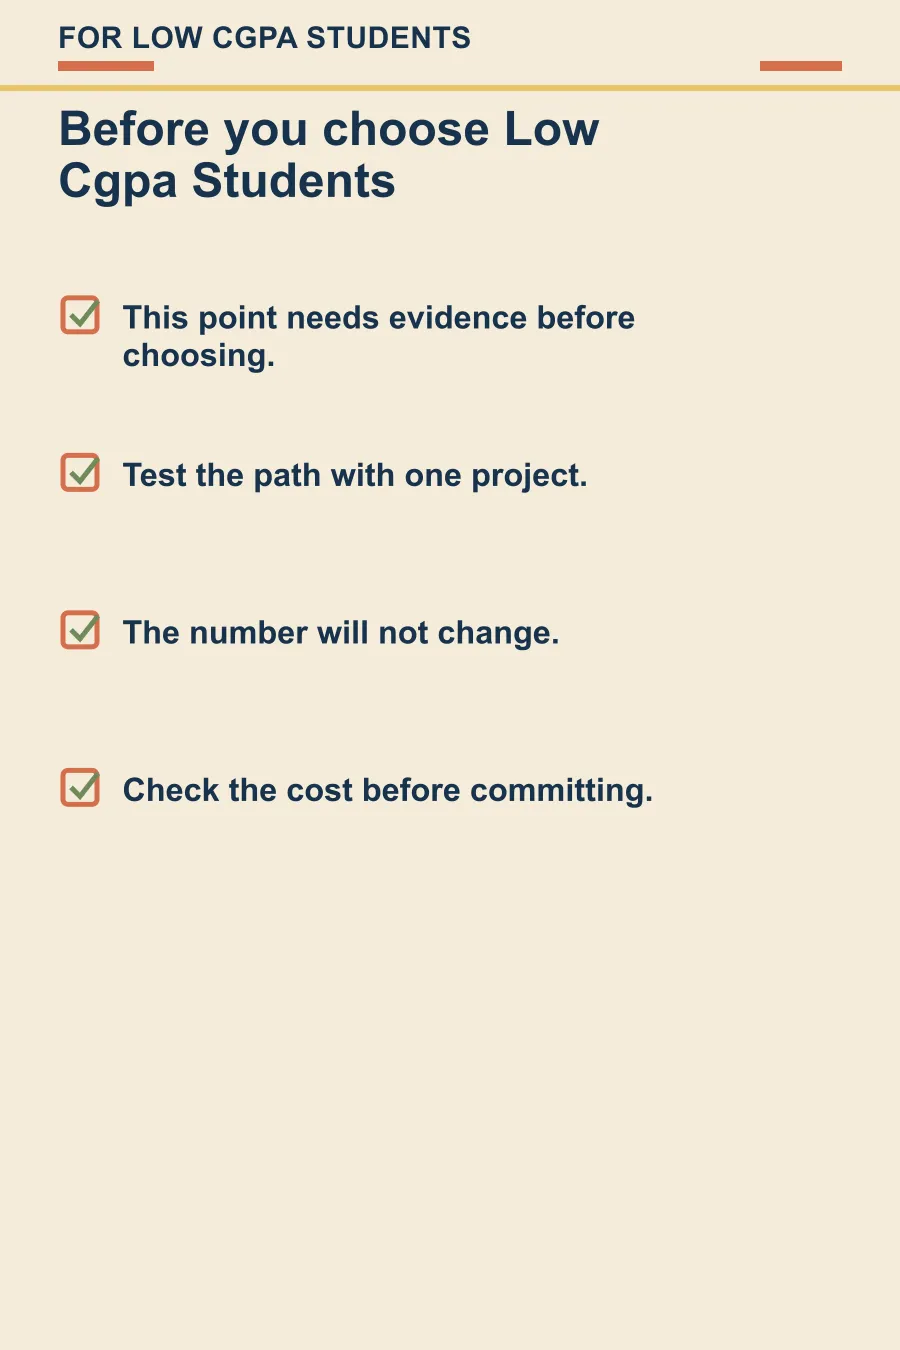 FOR LOW CGPA STUDENTS
Before you choose Low
Cgpa Students
This point needs evidence before
choosing.
Test the path with one project.
The number will not change.
Check the cost before committing.